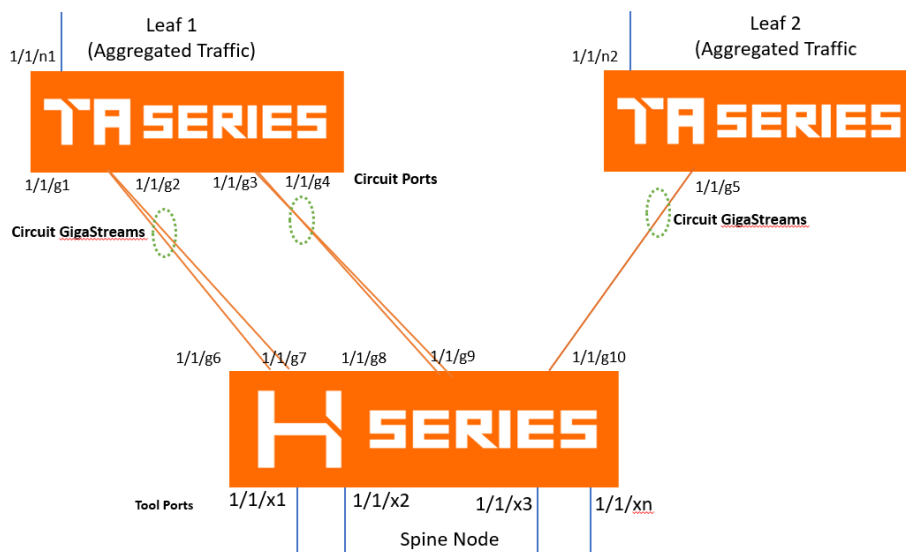 Leaf 1
(Aggregated Traffic)
Leaf 2
(Aggregated Traffic
1/1/n1
1/1/n2
TA SERIES
TA SERIES
1/1/g1
1/1/g2
1/1/g3
1/1/g4
Circuit Ports
1/1/g5
Circuit GigaStreams
Circuit GigaStreams
1/1/g6
1/1/g7
1/1/g8
1/1/g9
1/1/g10
H SERIES
Tool Ports
1/1/x1
1/1/x2
1/1/x3
1/1/xn
Spine Node